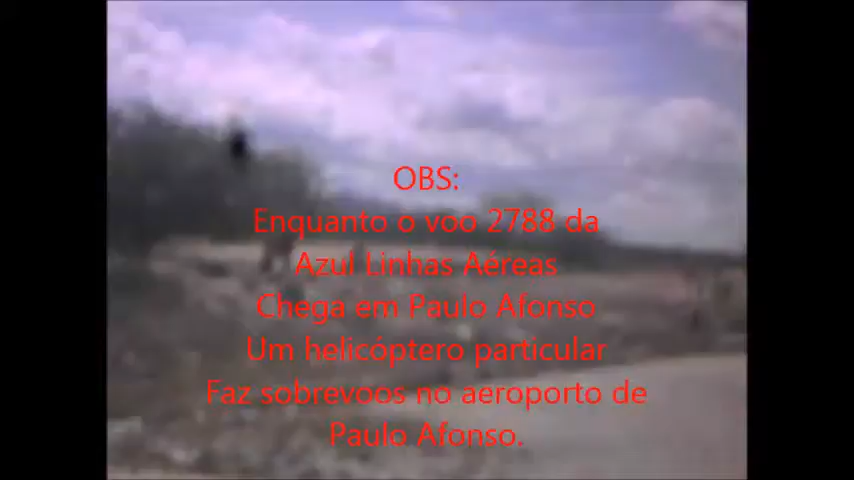 OBS:
Enquanto o voo 2788 da
Azul Linhas Aéreas
Chega em Paulo Afonso
Um helicóptero particular
Faz sobrevoos no aeroporto de
Paulo Afonso.